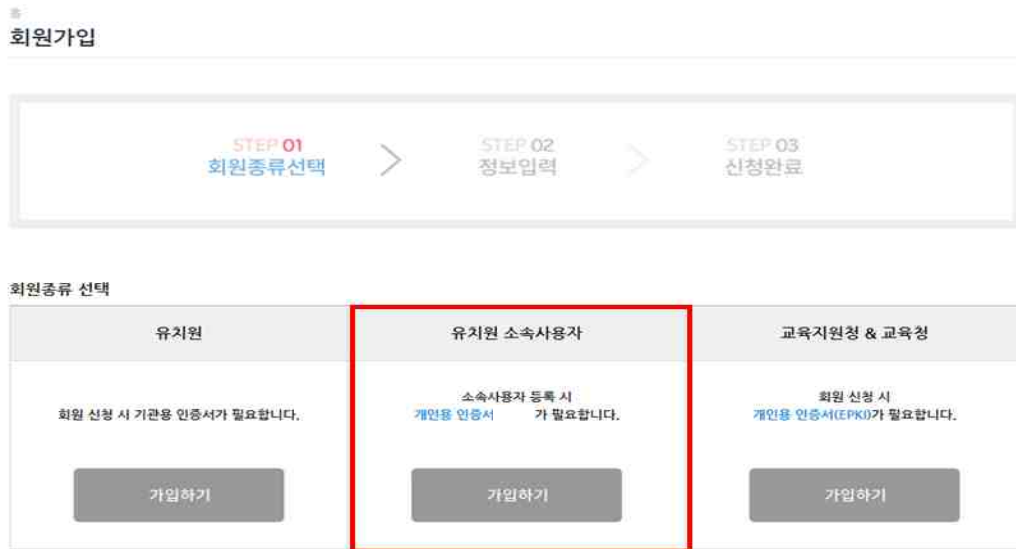 홈
회원가입
STEP 01
회원종류선택
STEP 02
정보입력
STEP 03
신청완료
회원종류 선택
유치원
유치원 소속사용자
교육지원청 & 교육청
회원 신청 시 기관용 인증서가 필요합니다.
소속사용자 등록 시
개인용 인증서 가 필요합니다.
회원 신청 시
개인용 인증서(EPKI)가 필요합니다.
가입하기
가입하기
가입하기